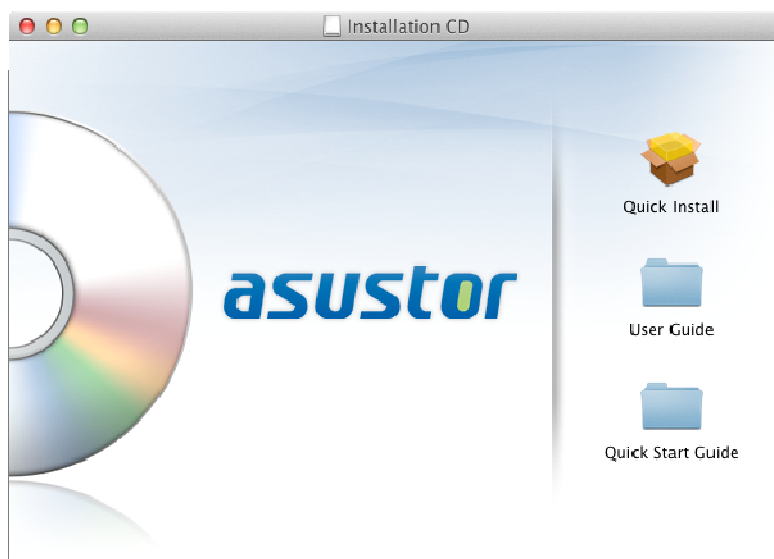 Installation CD
Quick Install
asustor
User Guide
Quick Start Guide